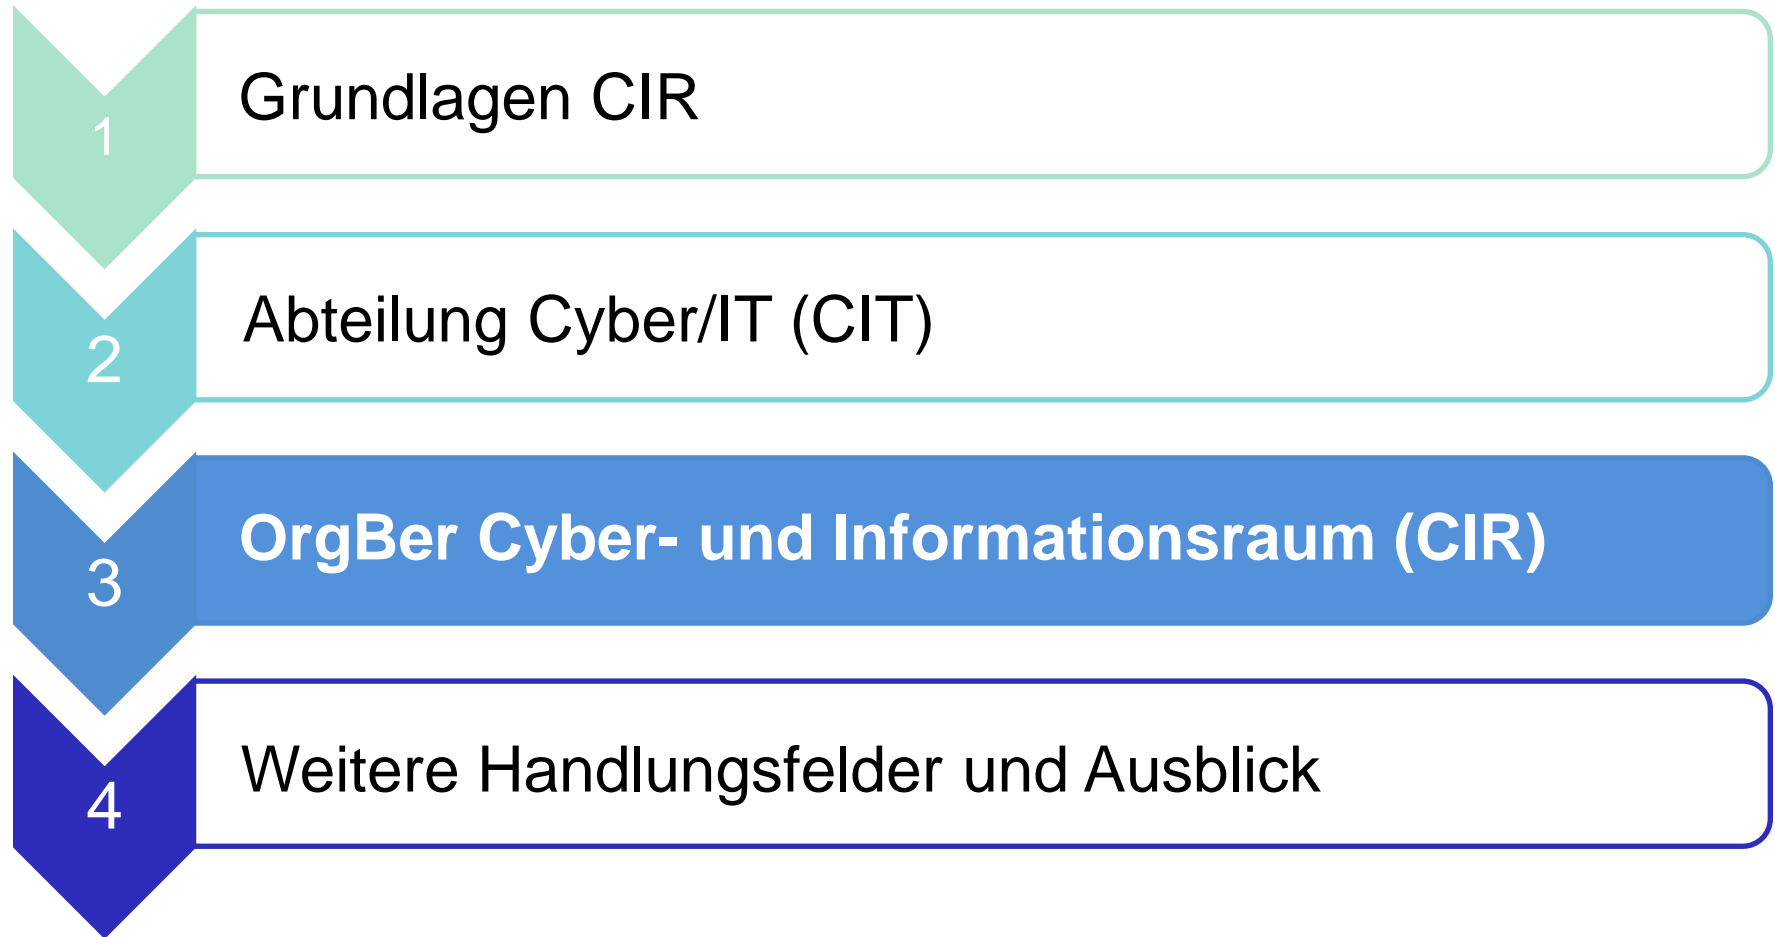 1
Grundlagen CIR
2
Abteilung Cyber/IT (CIT)
3
OrgBer Cyber- und Informationsraum (CIR)
4
Weitere Handlungsfelder und Ausblick